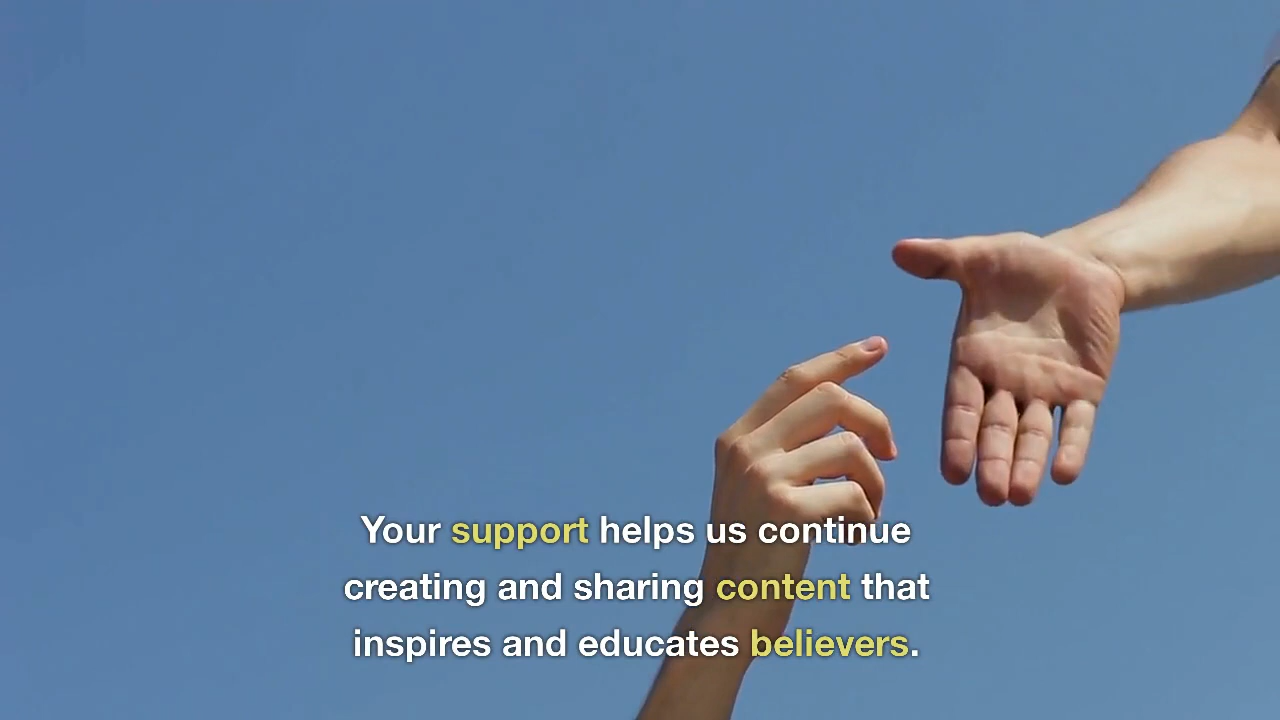 Your support helps us continue
creating and sharing content that
inspires and educates believers.